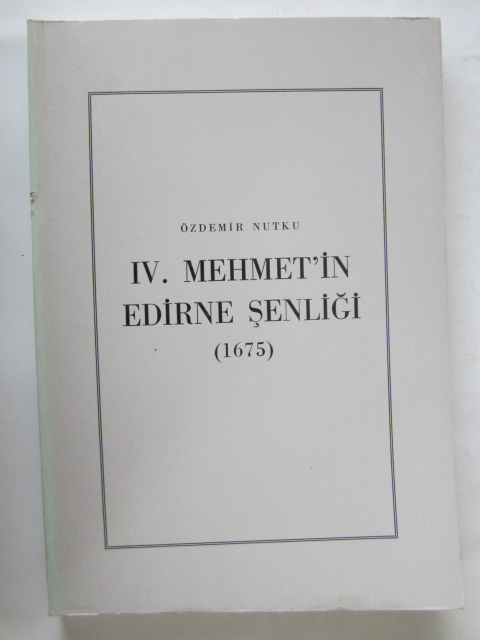 ÖZDEMİR NUTKU
IV. MEHMET'İN
EDİRNE ŞENLİĞİ
(1675)